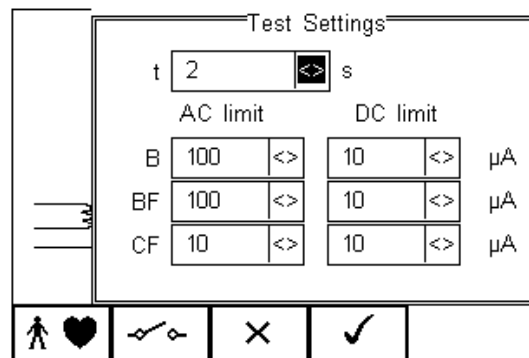 Test Settings
t 2 <> s
AC limit DC limit
B 100 <> 10 <> µA
BF 100 <> 10 <> µA
CF 10 <> 10 <> µA